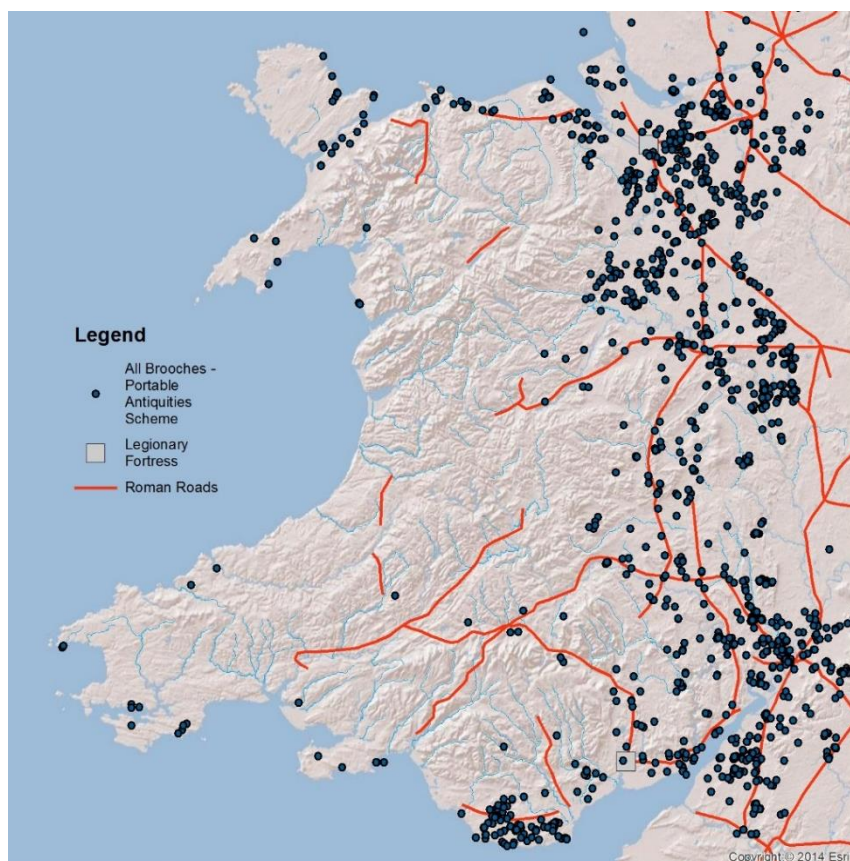 Legend
All Brooches -
Portable
Antiquities
Scheme
Legionary
Fortress
Roman Roads
Copyright © 2014 Esri